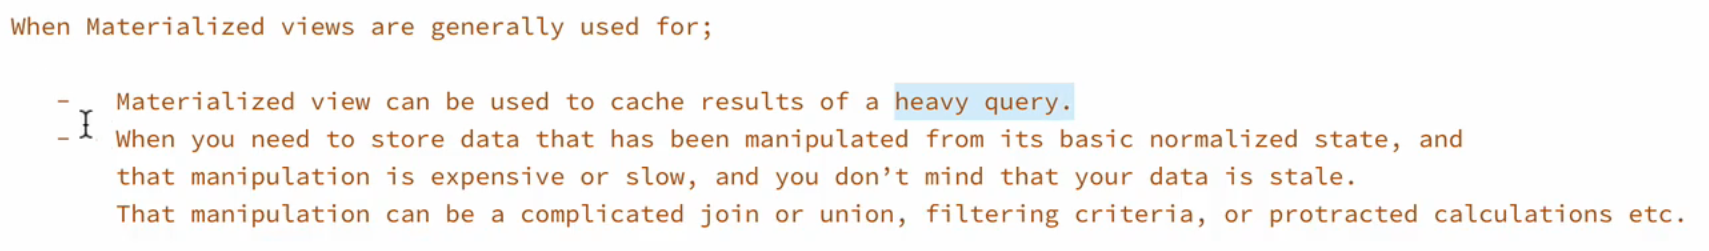 When Materialized views are generally used for;
- Materialized view can be used to cache results of a heavy query.
- When you need to store data that has been manipulated from its basic normalized state, and
that manipulation is expensive or slow, and you don’t mind that your data is stale.
That manipulation can be a complicated join or union, filtering criteria, or protracted calculations etc.